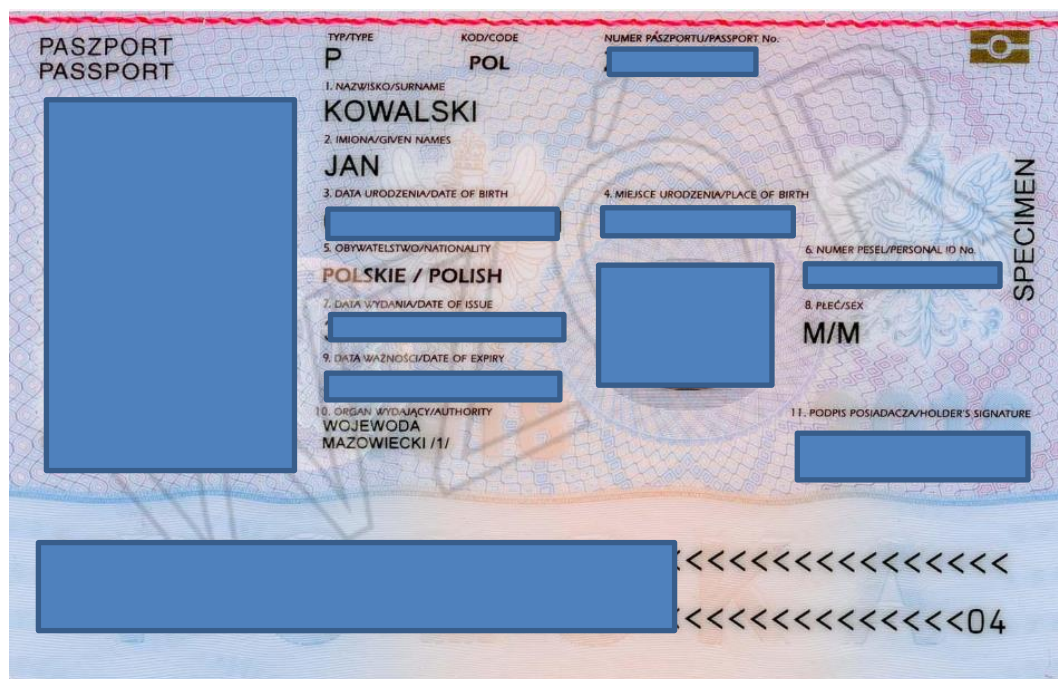 PASZPORT
PASSPORT
TYP/TYPE
P
KOD/CODE
POL
NUMER PASZPORTU/PASSPORT No.
1. NAZWISKO/SURNAME
KOWALSKI
2. IMIONA/GIVEN NAMES
JAN
3. DATA URODZENIA/DATE OF BIRTH
4. MIEJSCE URODZENIA/PLACE OF BIRTH
5. OBYWATELSTWO/NATIONALITY
POLSKIE / POLISH
6. NUMER PESEL/PERSONAL ID No.
7. DATA WYDANIA/DATE OF ISSUE
8. PŁEĆ/SEX
M/M
9. DATA WAŻNOŚCI/DATE OF EXPIRY
10. ORGAN WYDAJĄCY/AUTHORITY
WOJEWODA
MAZOWIECKI /1/
11. PODPIS POSIADACZA/HOLDER'S SIGNATURE
SPECIMEN
WZÓR
<<<<<<<<<<<<<<<<
<<<<<<<<<<<<<<04